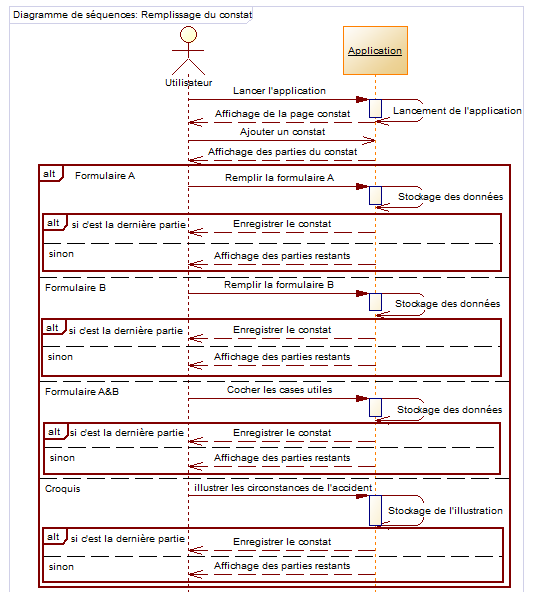 Diagramme de séquences: Remplissage du constat
Utilisateur
Application
Lancer l'application
Lancement de l'application
Affichage de la page constat
Ajouter un constat
Affichage des parties du constat
alt
Formulaire A
Remplir la formulaire A
Stockage des données
alt
si c'est la dernière partie
Enregistrer le constat
sinon
Affichage des parties restants
Formulaire B
Remplir la formulaire B
Stockage des données
alt
si c'est la dernière partie
Enregistrer le constat
sinon
Affichage des parties restants
Formulaire A&B
Cocher les cases utiles
Stockage des données
alt
si c'est la dernière partie
Enregistrer le constat
sinon
Affichage des parties restants
Croquis
illustrer les circonstances de l'accident
Stockage de l'illustration
alt
si c'est la dernière partie
Enregistrer le constat
sinon
Affichage des parties restants